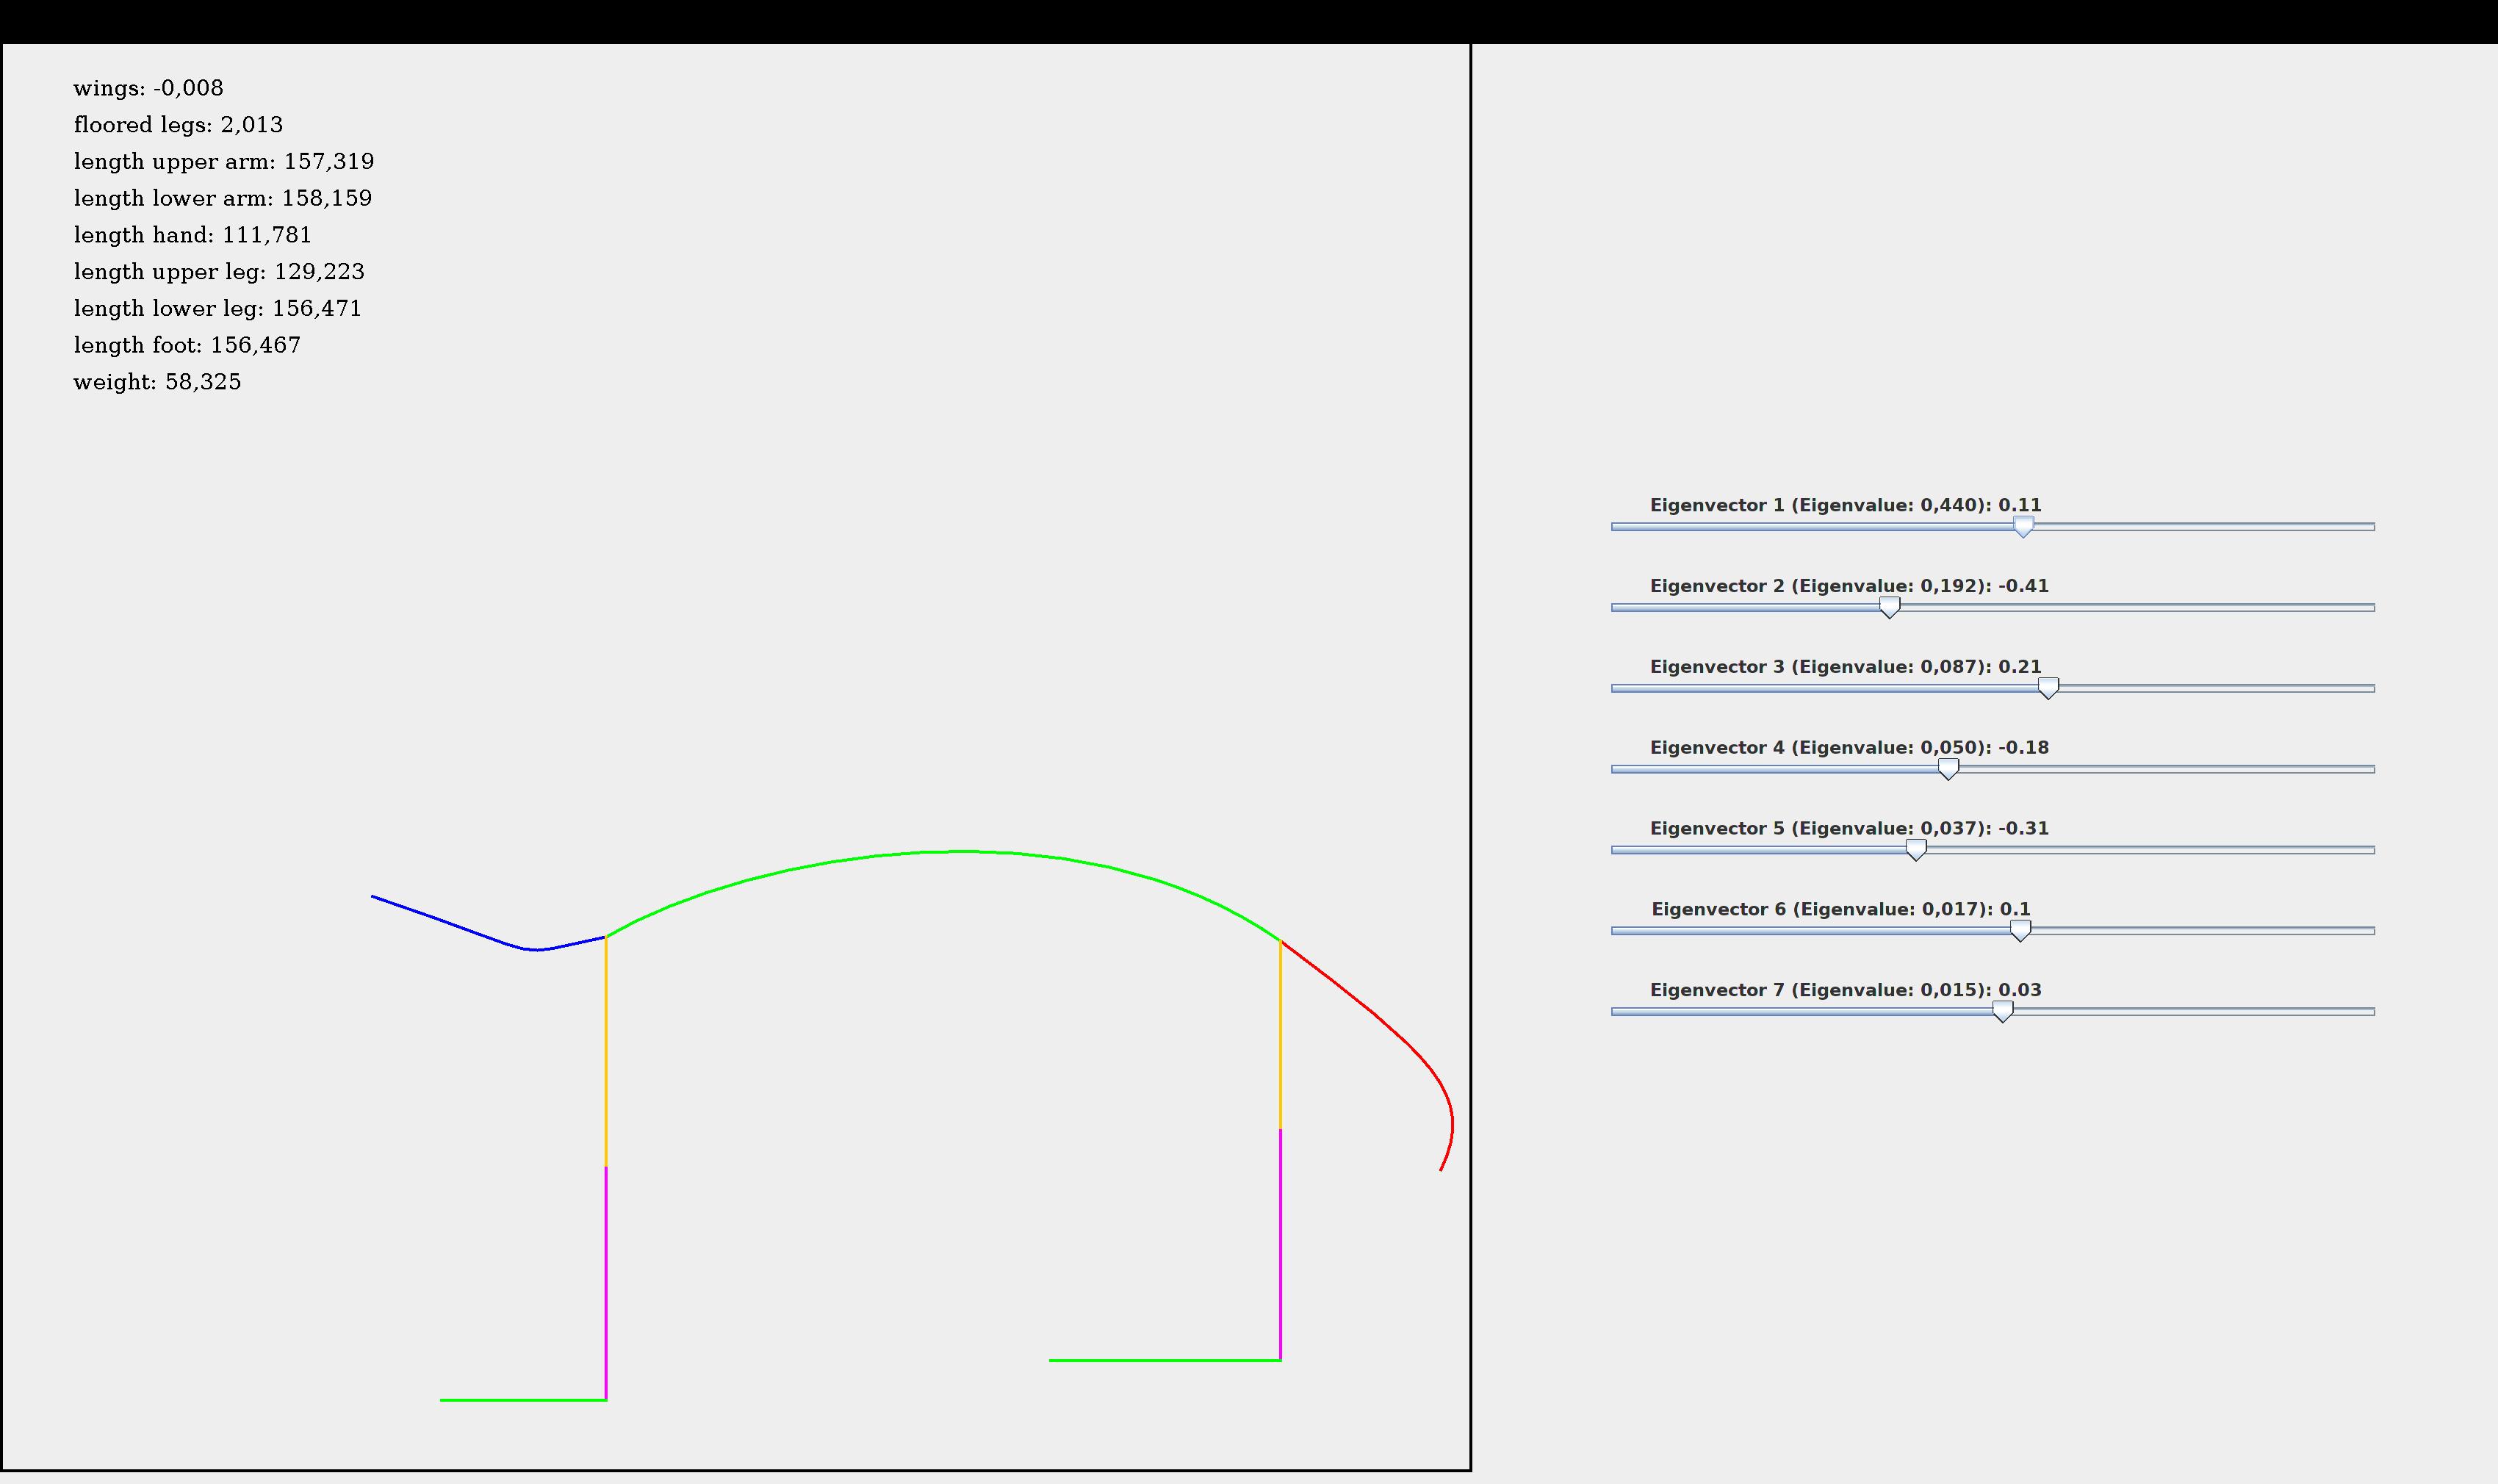 wings: -0,008
floored legs: 2,013
length upper arm: 157,319
length lower arm: 158,159
length hand: 111,781
length upper leg: 129,223
length lower leg: 156,471
length foot: 156,467
weight: 58,325
Eigenvector 1 (Eigenvalue: 0,440): 0.11
Eigenvector 2 (Eigenvalue: 0,192): -0.41
Eigenvector 3 (Eigenvalue: 0,087): 0.21
Eigenvector 4 (Eigenvalue: 0,050): -0.18
Eigenvector 5 (Eigenvalue: 0,037): -0.31
Eigenvector 6 (Eigenvalue: 0,017): 0.1
Eigenvector 7 (Eigenvalue: 0,015): 0.03